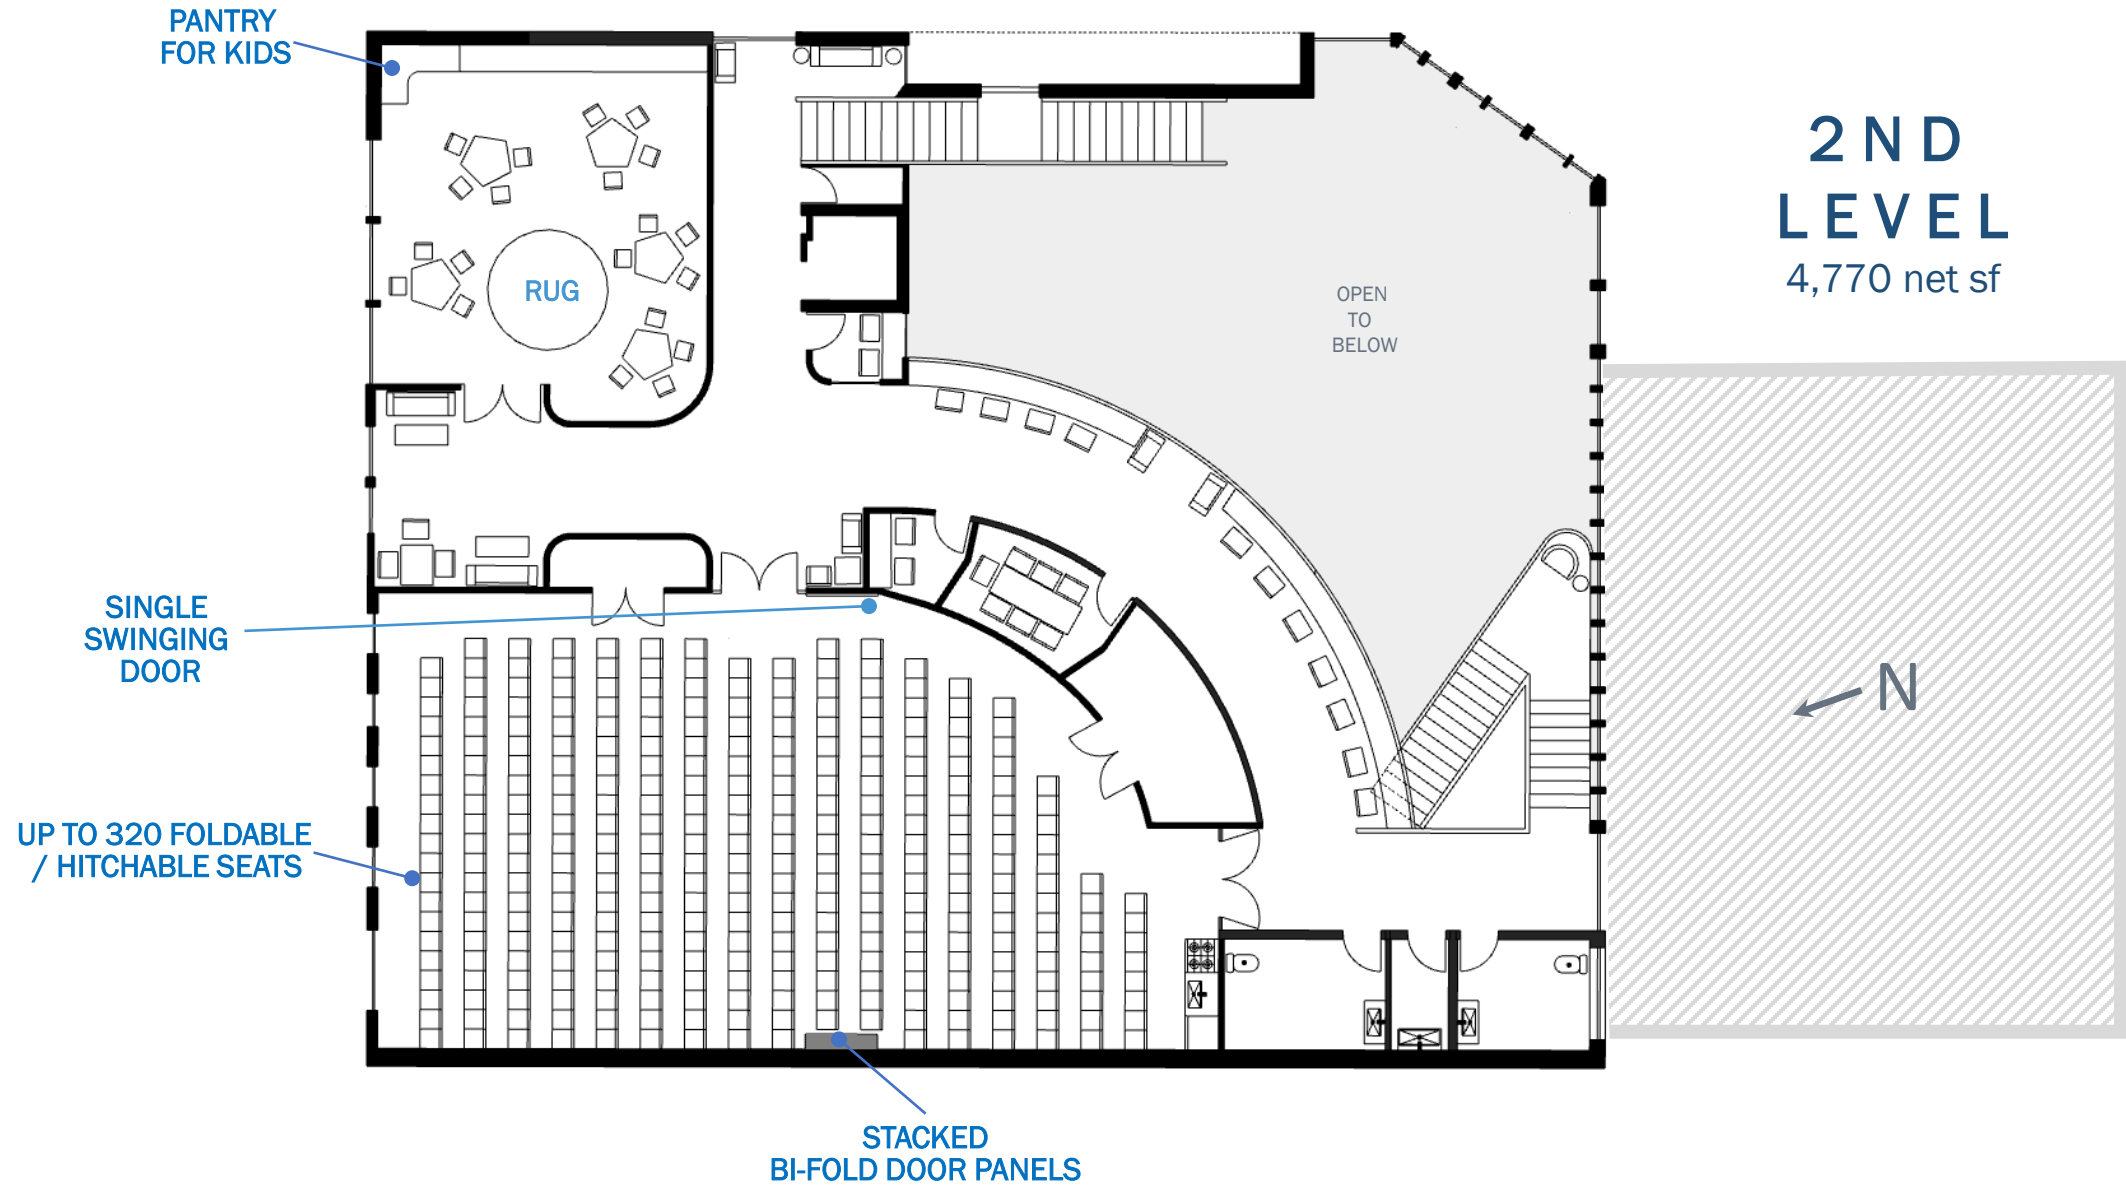 PANTRY
FOR KIDS
2ND
LEVEL
4,770 net sf
RUG
OPEN
TO
BELOW
SINGLE
SWINGING
DOOR
N
UP TO 320 FOLDABLE
/ HITCHABLE SEATS
STACKED
BI-FOLD DOOR PANELS